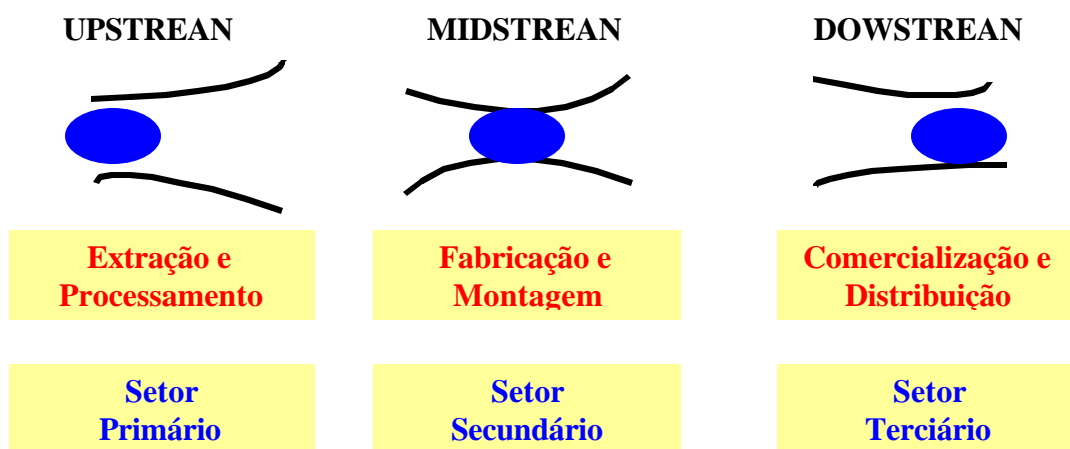 UPSTREAN
MIDSTREAN
DOWSTREAN
Extração e
Processamento
Fabricação e
Montagem
Comercialização e
Distribuição
Setor
Primário
Setor
Secundário
Setor
Terciário